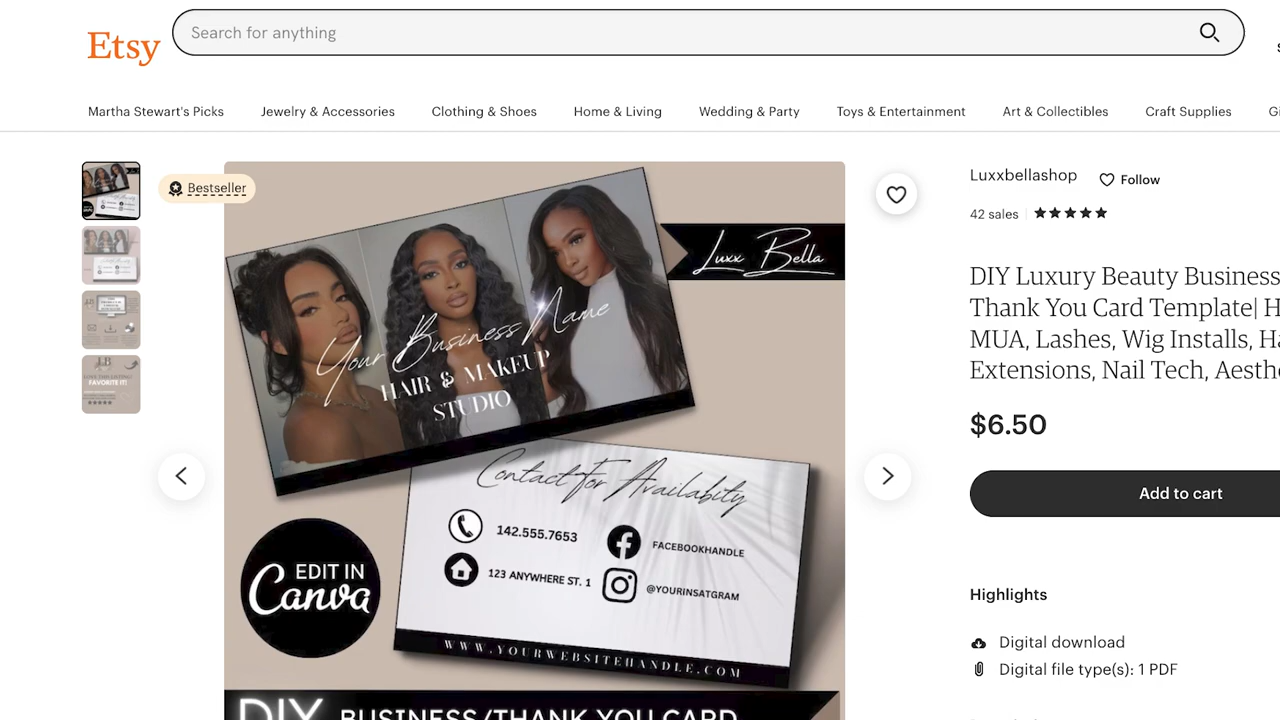 Etsy
Search for anything
Martha Stewart's Picks
Jewelry & Accessories
Clothing & Shoes
Home & Living
Wedding & Party
Toys & Entertainment
Art & Collectibles
Craft Supplies
Bestseller
Luxxbellashop
Follow
42 sales
Luxx Bella
DIY Luxury Beauty Business
Thank You Card Template| H
MUA, Lashes, Wig Installs, Ha
Extensions, Nail Tech, Aesthe
$6.50
Add to cart
Highlights
Digital download
Digital file type(s): 1 PDF
Your Business Name
HAIR & MAKEUP
STUDIO
Contact For Availabity
142.555.7653
FACEBOOKHANDLE
123 ANYWHERE ST. 1
@YOURINSATGRAM
WWW.YOURWEBSITEHANDLE.COM
EDIT IN
Canva
DIY BUSINESS/THANK YOU CARD